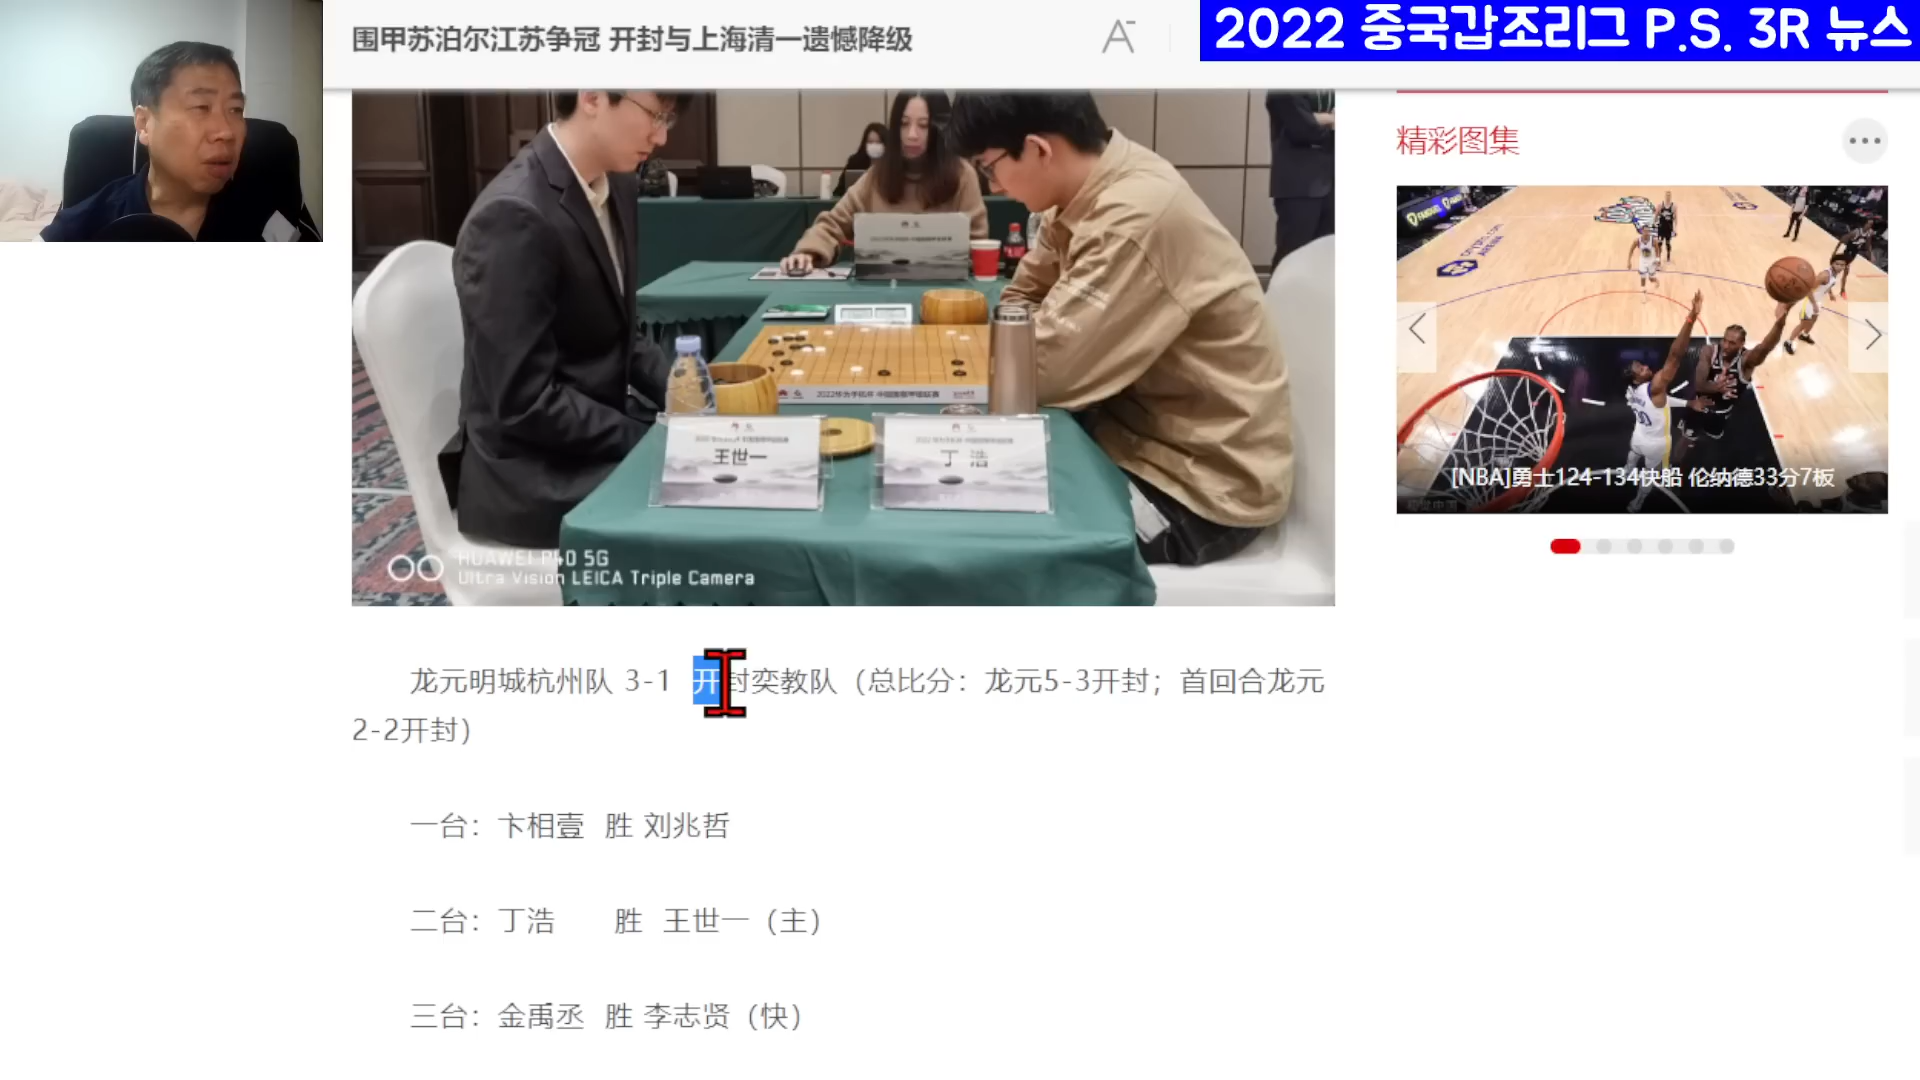 围甲苏泊尔江苏争冠 开封与上海清一遗憾降级
A-
2022 중국갑조리그 P.S. 3R 뉴스
精彩图集
[NBA]勇士124-134快船 伦纳德33分7板
王世一
丁 浩
HUAWEI P40 5G
Ultra Vision LEICA Triple Camera
龙元明城杭州队 3-1 开封奕教队（总比分：龙元5-3开封；首回合龙元
2-2开封）
一台：卞相壹 胜 刘兆哲
二台：丁浩 胜 王世一（主）
三台：金禹丞 胜 李志贤（快）